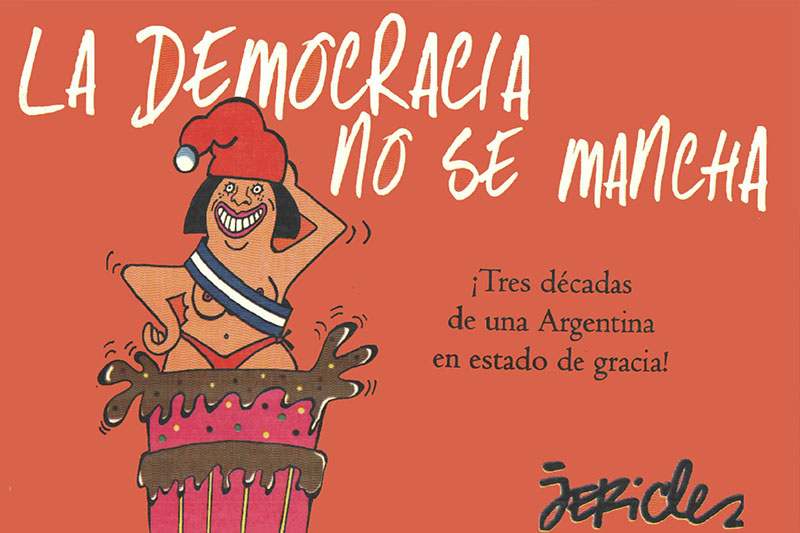 LA DEMOCRACIA
NO SE MANCHA
¡Tres décadas
de una Argentina
en estado de gracia!
JERICLES